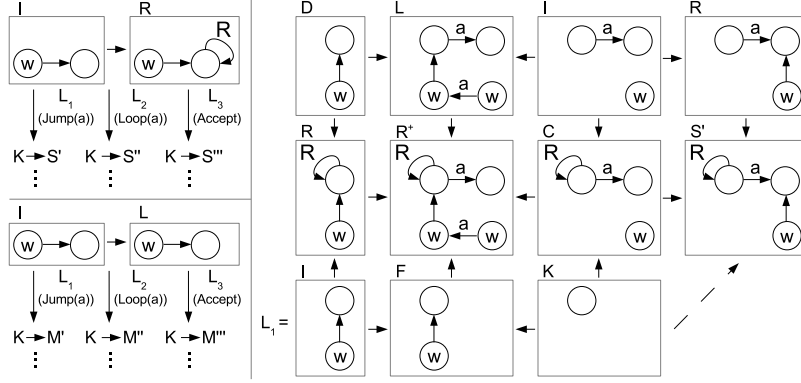 I R
R
w w
L₁ L₂ L₃
(Jump(a)) (Loop(a)) (Accept)
K S' K S'' K S'''
I L
w w
L₁ L₂ L₃
(Jump(a)) (Loop(a)) (Accept)
K M' K M'' K M'''
D L I R
a a a
a
w w w w w
R R⁺ C S'
R R R R
a a a
a
w w w w w
I F K
L₁ =
w w